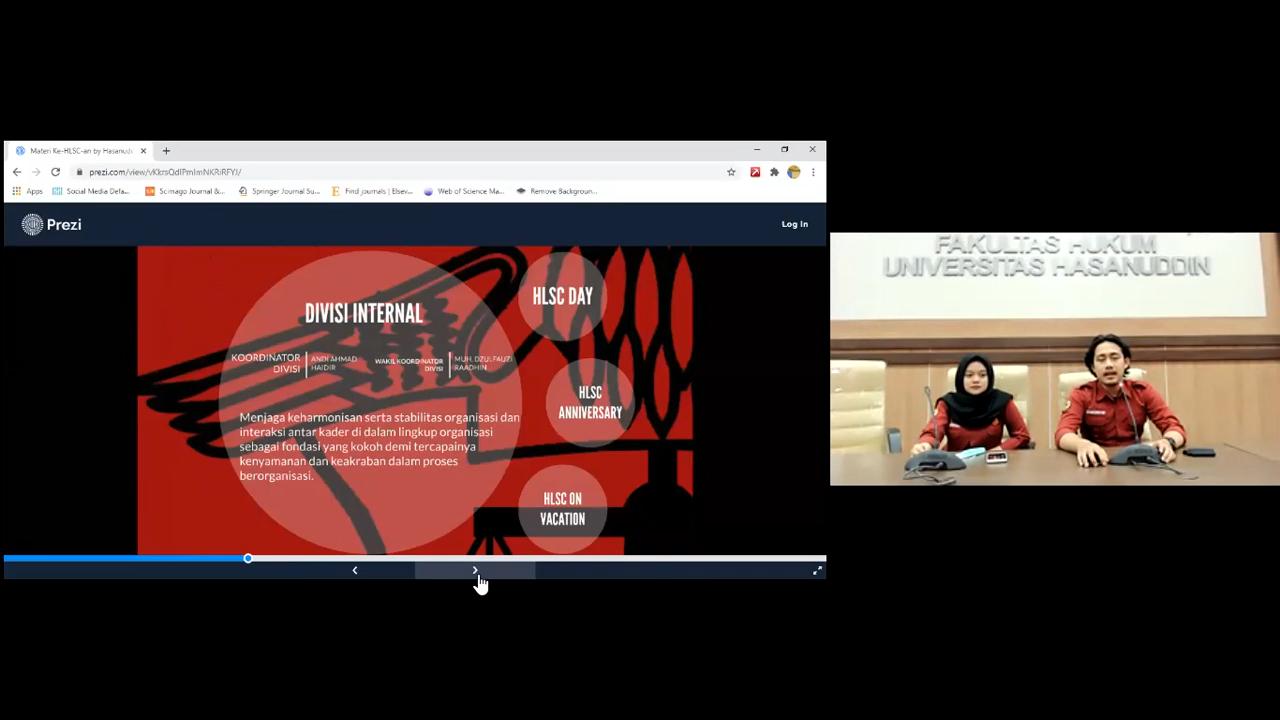 Materi Ke-HLSC-an by Hasanudd
prezi.com/view/
Apps
Social Media Defa...
Scimago Journal &...
Springer Journal Su...
Find journals | Elsev...
Web of Science Ma...
Remove Backgroun...
Prezi
Log In
DIVISI INTERNAL
KOORDINATOR DIVISI
ANDI AHMAD HAIDIR
WAKIL KOORDINATOR DIVISI
MUH. DZULFAUZI RAADHIN
Menjaga keharmonisan serta stabilitas organisasi dan
interaksi antar kader di dalam lingkup organisasi
sebagai fondasi yang kokoh demi tercapainya
kenyamanan dan keakraban dalam proses
berorganisasi.
HLSC DAY
HLSC
ANNIVERSARY
HLSC ON
VACATION
FAKULTAS HUKUM
UNIVERSITAS HASANUDDIN